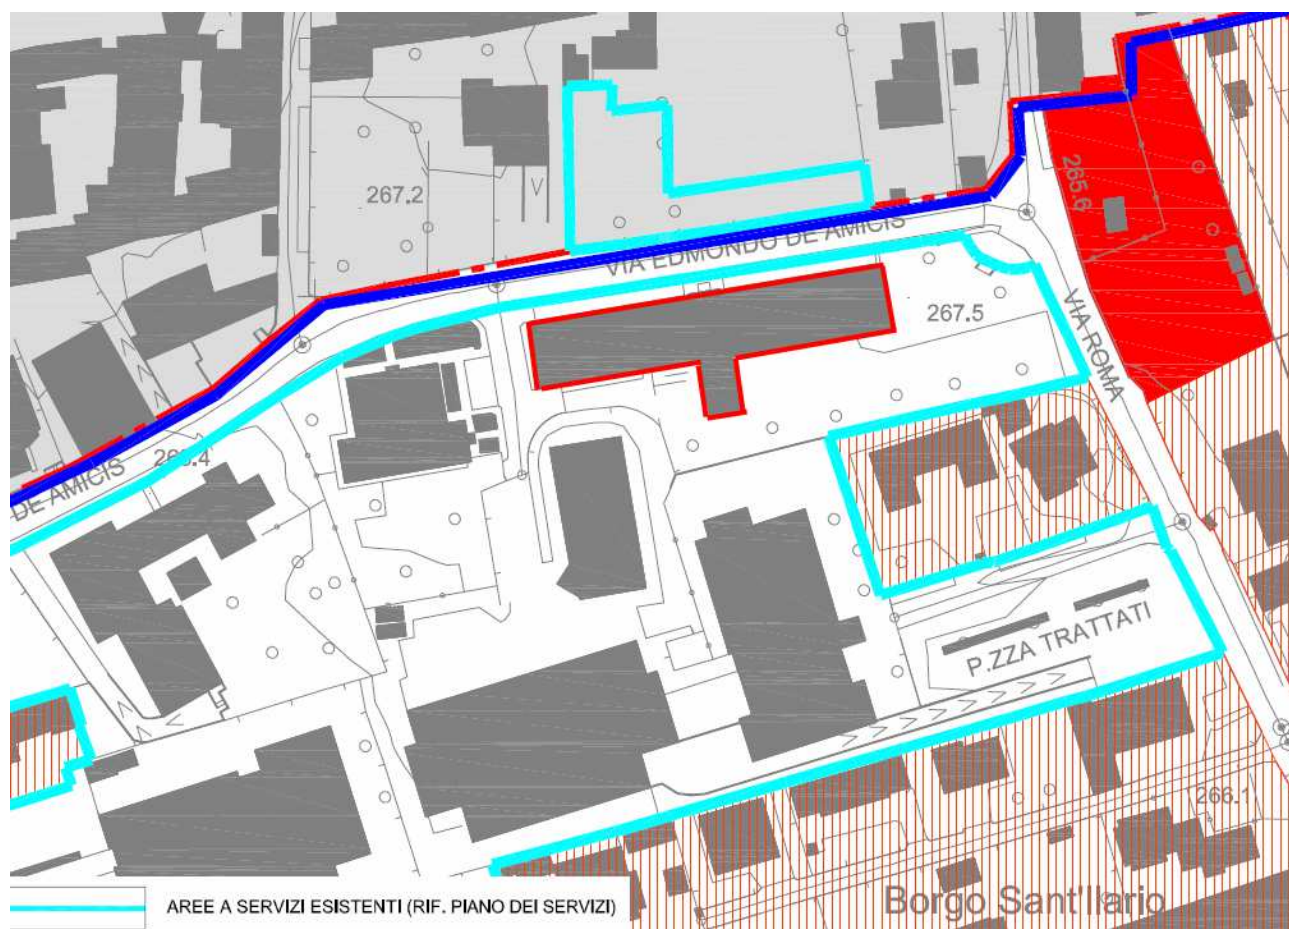 267.2
265.6
VIA EDMONDO DE AMICIS
267.5
VIA ROMA
DE AMICIS
P.ZZA TRATTATI
266.1
Borgo Sant'Ilario
AREE A SERVIZI ESISTENTI (RIF. PIANO DEI SERVIZI)